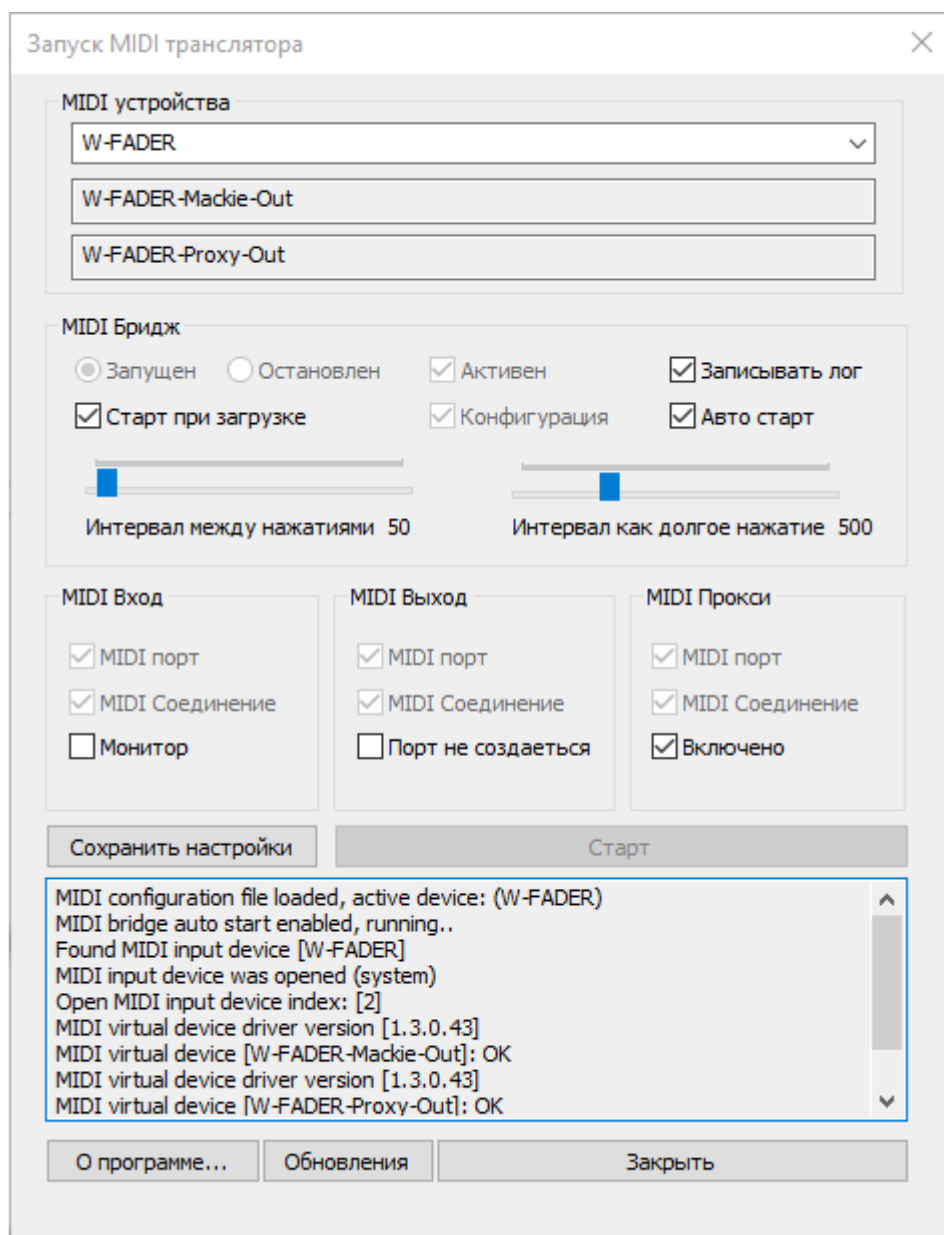 Запуск MIDI транслятора
MIDI устройства
W-FADER
W-FADER-Mackie-Out
W-FADER-Proxy-Out
MIDI Бридж
Запущен Остановлен Активен Записывать лог
Старт при загрузке Конфигурация Авто старт
Интервал между нажатиями 50 Интервал как долгое нажатие 500
MIDI Вход MIDI Выход MIDI Прокси
MIDI порт MIDI порт MIDI порт
MIDI Соединение MIDI Соединение MIDI Соединение
Монитор Порт не создаеться Включено
Сохранить настройки Старт
MIDI configuration file loaded, active device: (W-FADER)
MIDI bridge auto start enabled, running..
Found MIDI input device [W-FADER]
MIDI input device was opened (system)
Open MIDI input device index: [2]
MIDI virtual device driver version [1.3.0.43]
MIDI virtual device [W-FADER-Mackie-Out]: OK
MIDI virtual device driver version [1.3.0.43]
MIDI virtual device [W-FADER-Proxy-Out]: OK
О программе... Обновления Закрыть